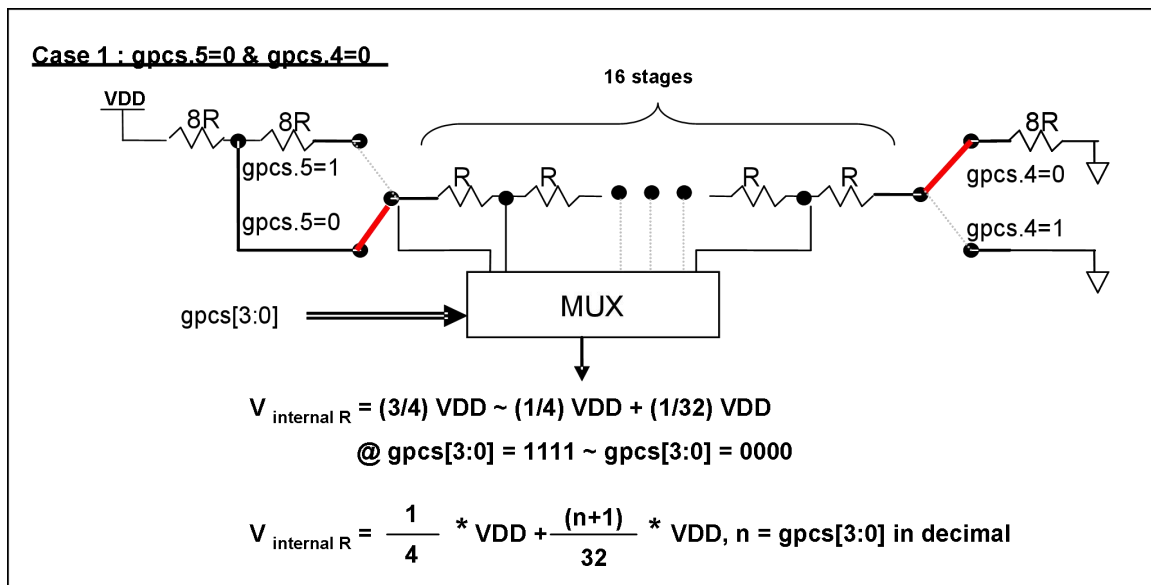 Case 1 : gpcs.5=0 & gpcs.4=0
16 stages
VDD
8R
8R
8R
gpcs.5=1
gpcs.4=0
R
R
R
R
gpcs.5=0
gpcs.4=1
MUX
gpcs[3:0]
V internal R = (3/4) VDD ~ (1/4) VDD + (1/32) VDD
@ gpcs[3:0] = 1111 ~ gpcs[3:0] = 0000
V internal R = 1/4 * VDD + (n+1)/32 * VDD, n = gpcs[3:0] in decimal